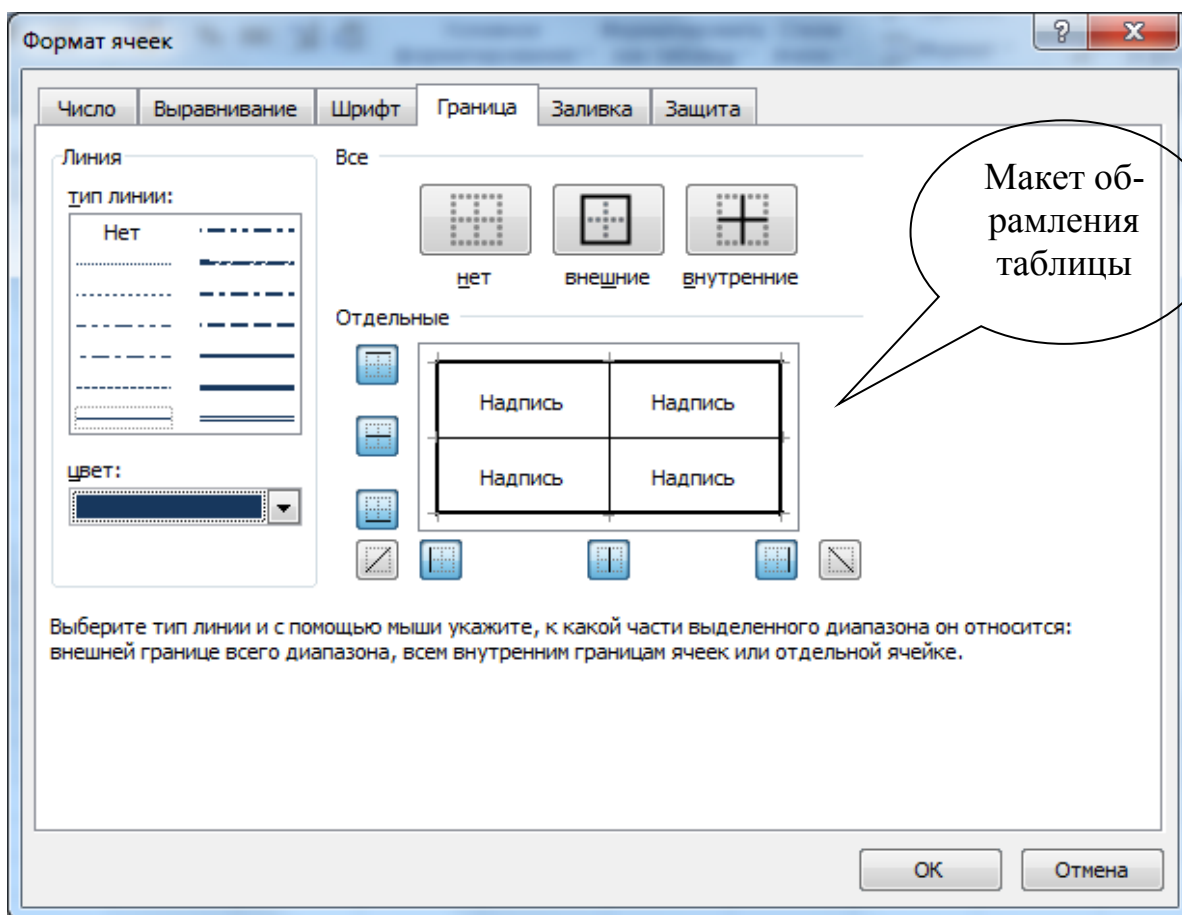 Формат ячеек
Число Выравнивание Шрифт Граница Заливка Защита
Линия
тип линии:
Нет
цвет:
Все
нет внешние внутренние
Отдельные
Надпись Надпись
Надпись Надпись
Макет об-
рамления
таблицы
Выберите тип линии и с помощью мыши укажите, к какой части выделенного диапазона он относится:
внешней границе всего диапазона, всем внутренним границам ячеек или отдельной ячейке.
ОК Отмена